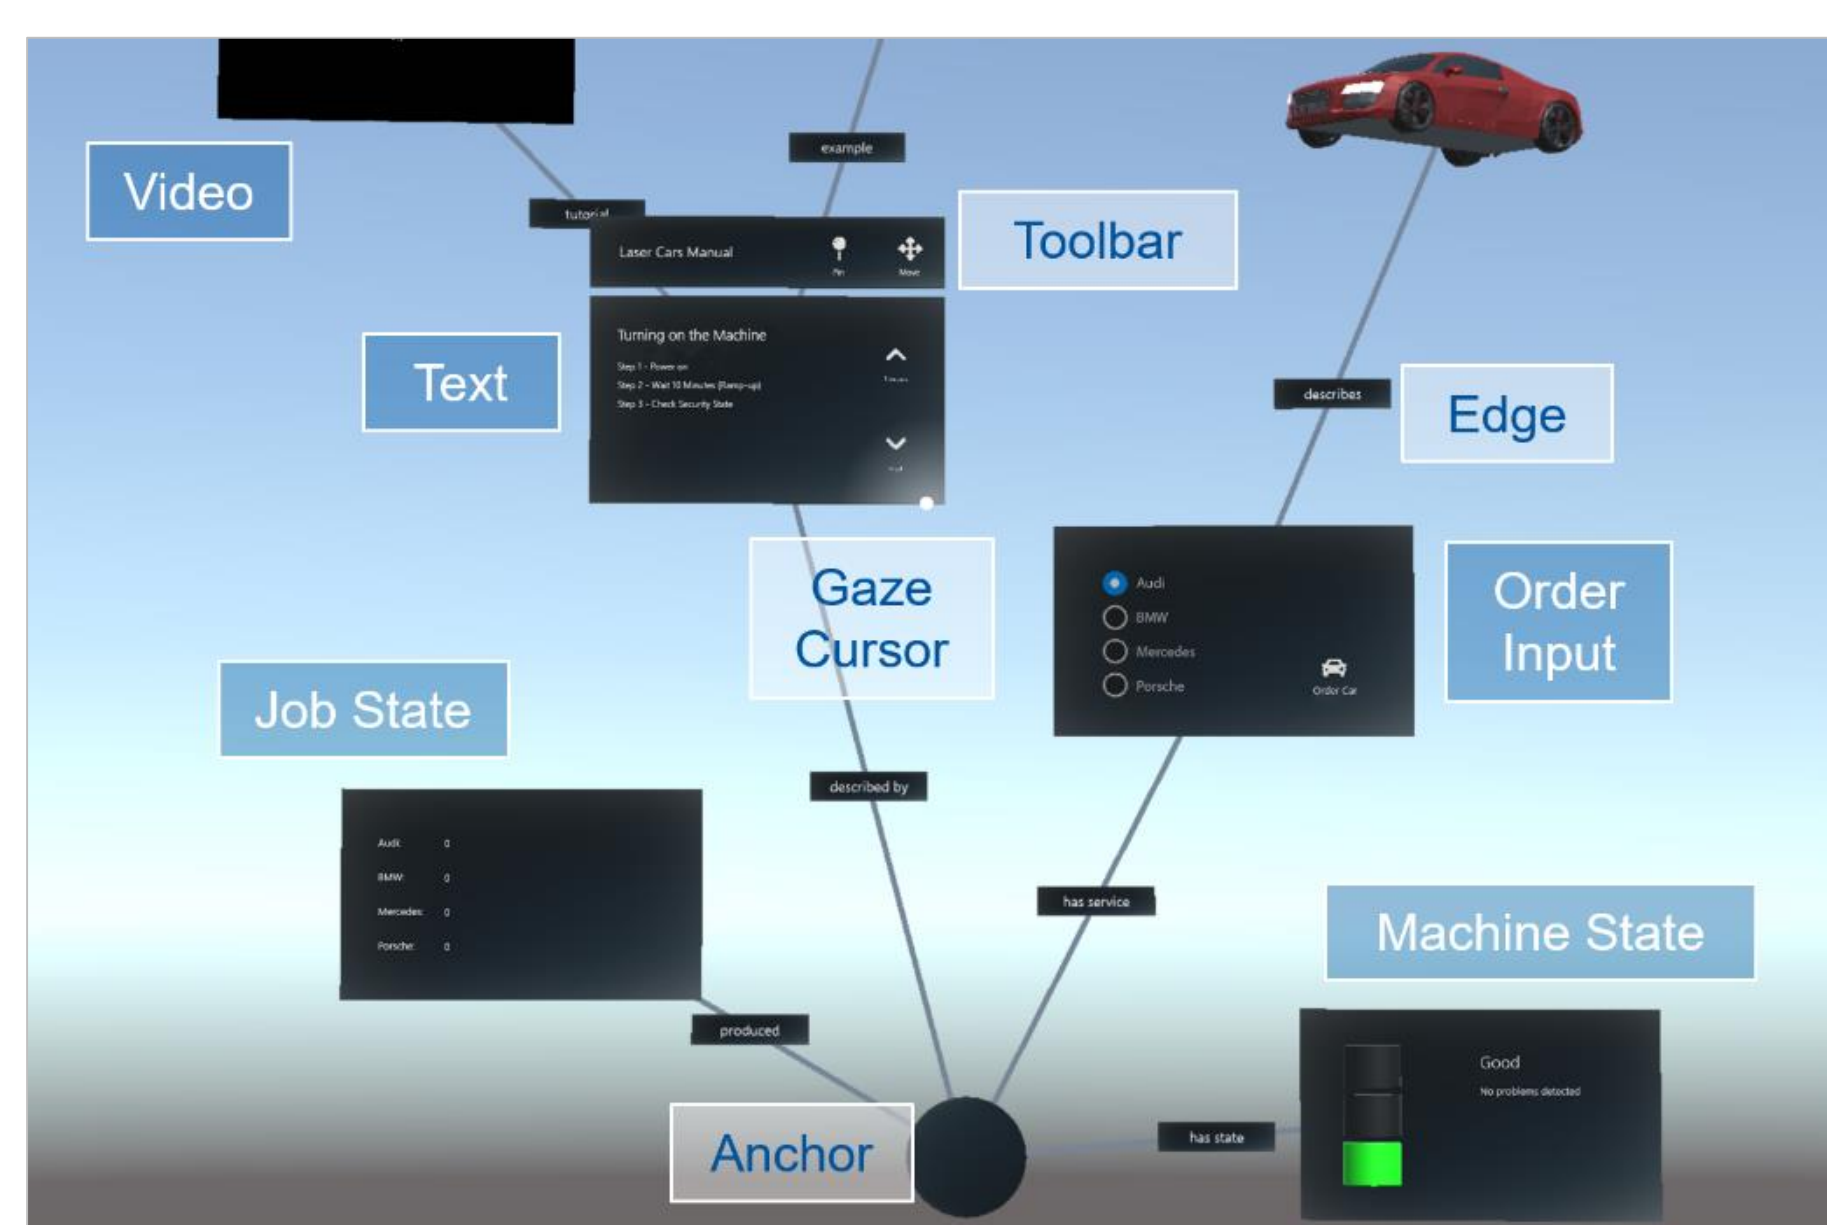 example
Video
tutorial
Toolbar
Laser Cars Manual
Pin
Move
Text
Turning on the Machine
Step 1 - Power on
Step 2 - Wait 10 Minutes (Ramp-up)
Step 3 - Check Security State
describes
Edge
Gaze
Cursor
Audi
BMW
Mercedes
Porsche
Order Car
Order
Input
Job State
described by
Audi: 0
BMW: 0
Mercedes: 0
Porsche: 0
has service
Machine State
produced
Good
No problems detected
Anchor
has state